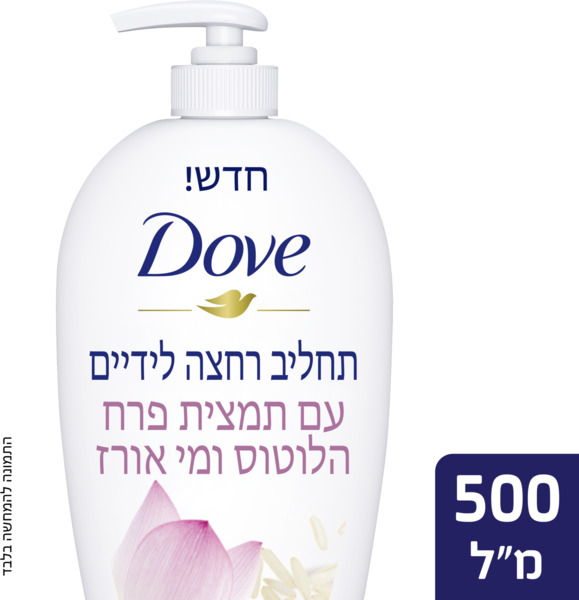 חדש!
Dove
תחליב רחצה לידיים
עם תמצית פרח
הלוטוס ומי אורז
500
מ״ל
התמונה להמחשה בלבד